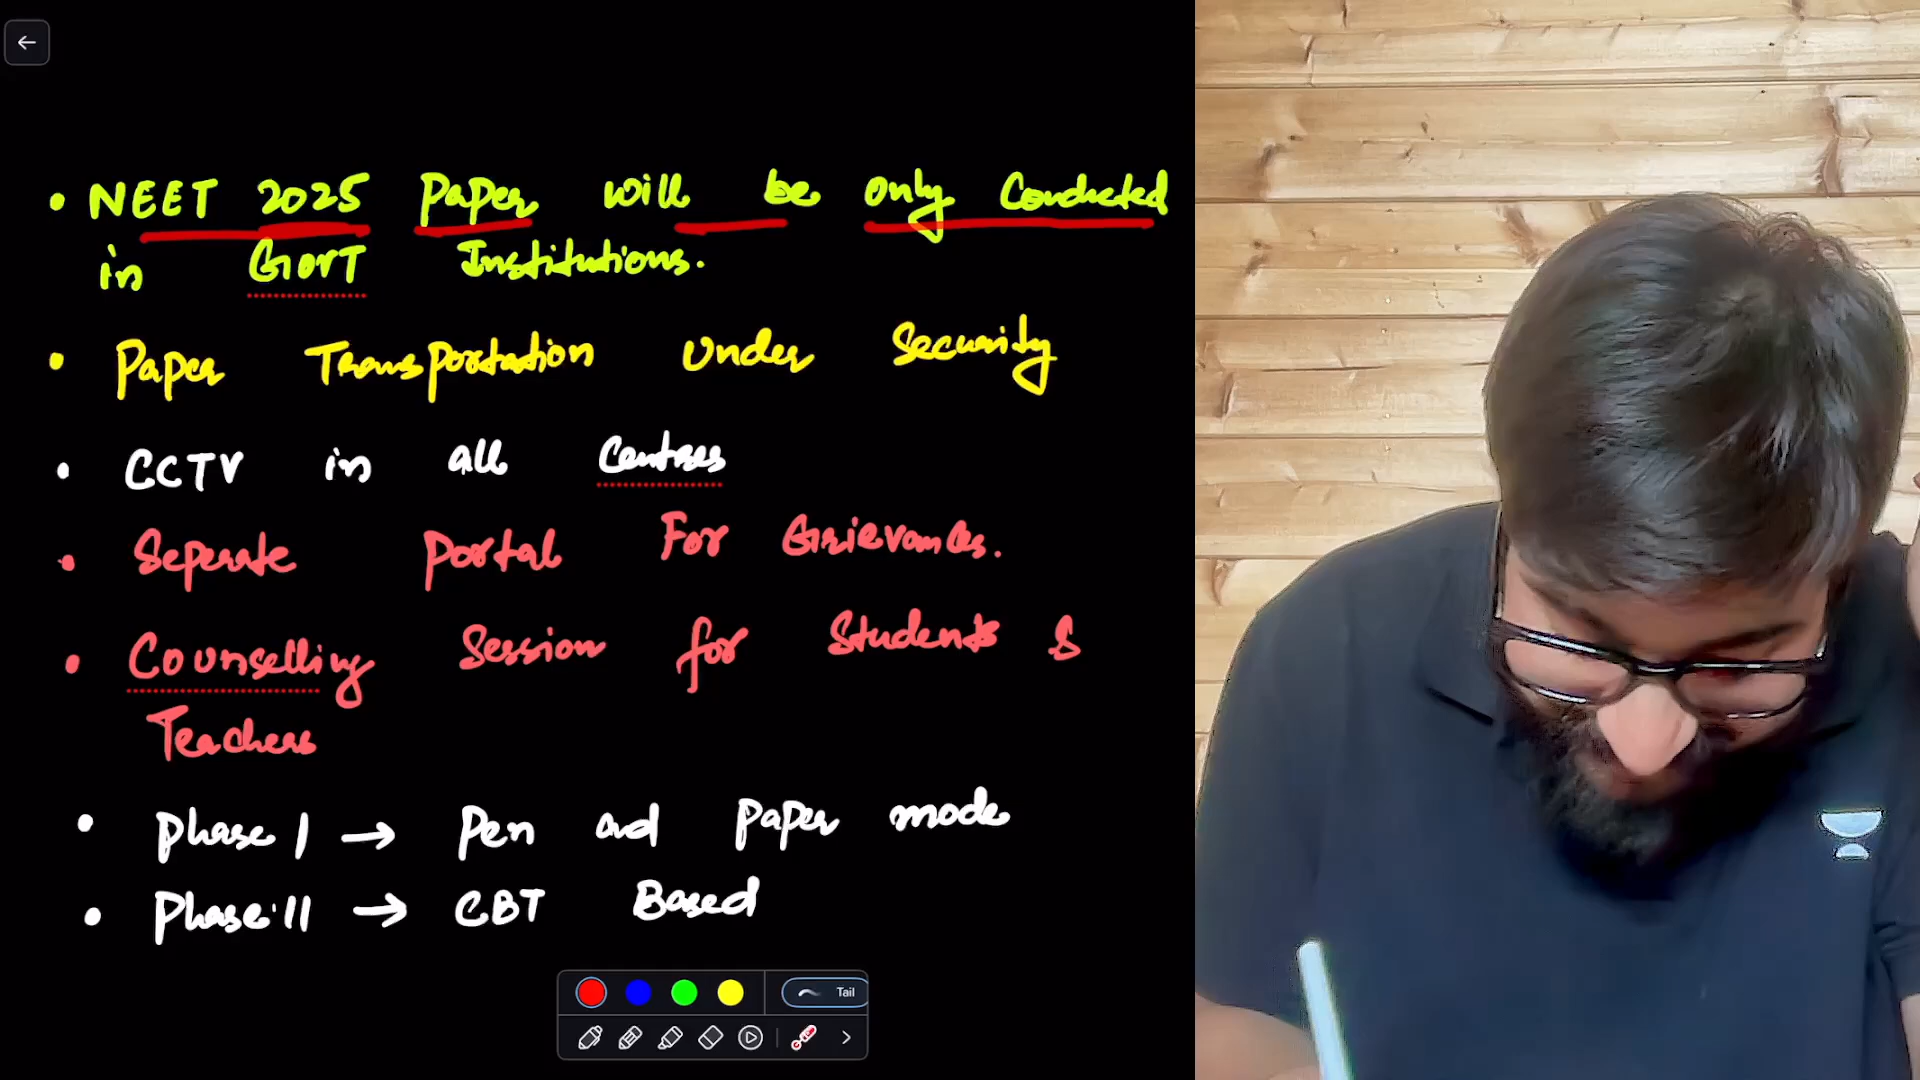 • NEET 2025 Paper will be only Conducted
in GovT Institutions.
• Paper Transportation Under Security
• CCTV in all Centres
• Seperate Portal For Grievances.
• Counselling Session for Students &
Teachers
• Phase I → Pen and Paper mode
• Phase:II → CBT Based
Tail